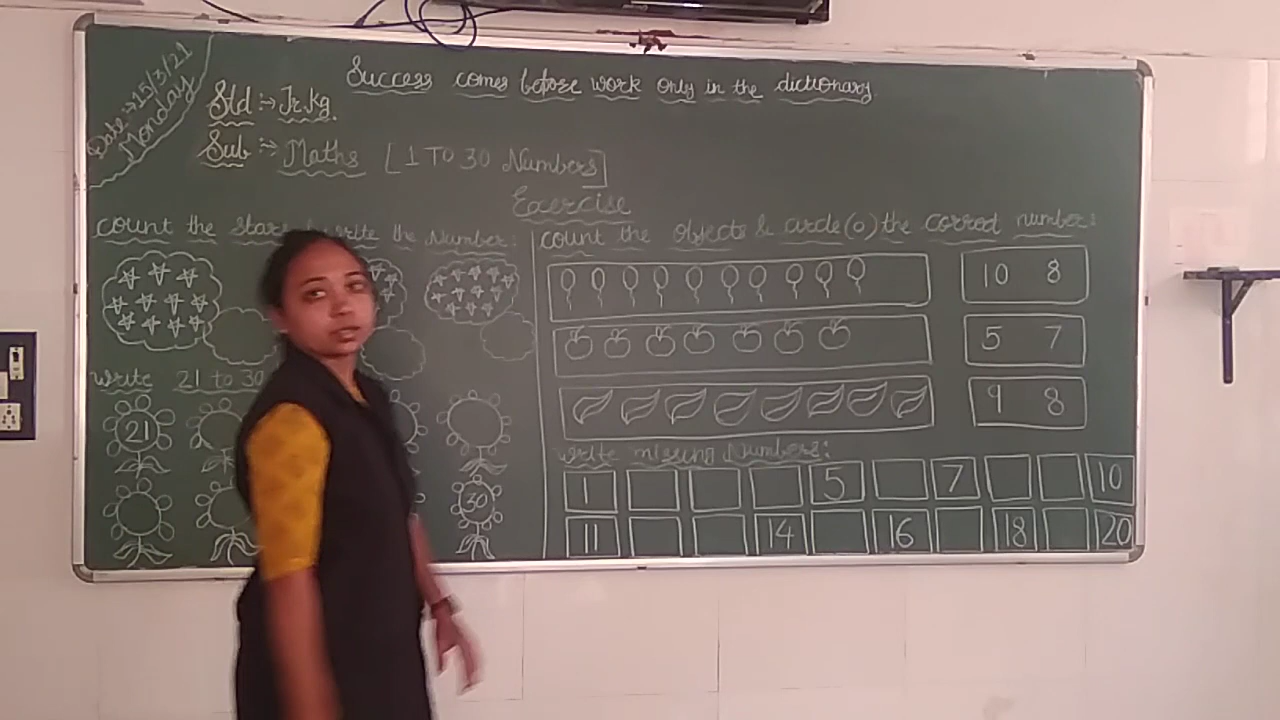 Date:-15/3/21
Monday
Success comes before work only in the dictionary
Std :- Jr.kg.
Sub :- Maths [1 TO 30 Numbers]
Exercise
count the Star write the Number:
Write 21 to 30
21
30
count the objects & circle(o) the correct number:
10 8
5 7
9 8
write missing Numbers:
1 5 7 10
11 14 16 18 20